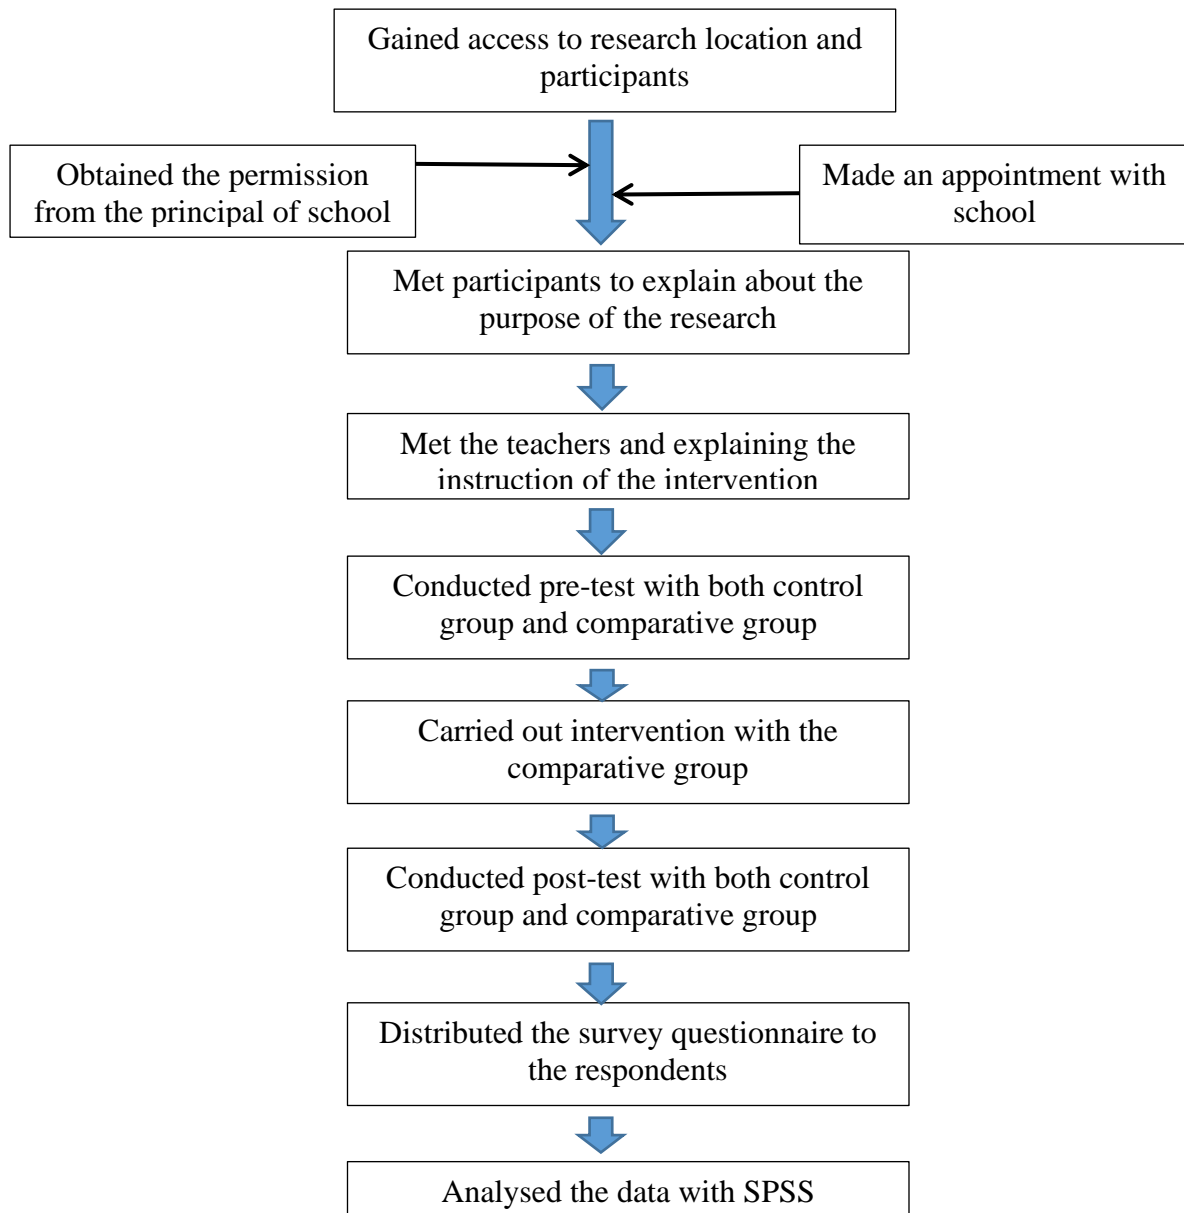 Gained access to research location and
participants
Obtained the permission
from the principal of school
Made an appointment with
school
Met participants to explain about the
purpose of the research
Met the teachers and explaining the
instruction of the intervention
Conducted pre-test with both control
group and comparative group
Carried out intervention with the
comparative group
Conducted post-test with both control
group and comparative group
Distributed the survey questionnaire to
the respondents
Analysed the data with SPSS